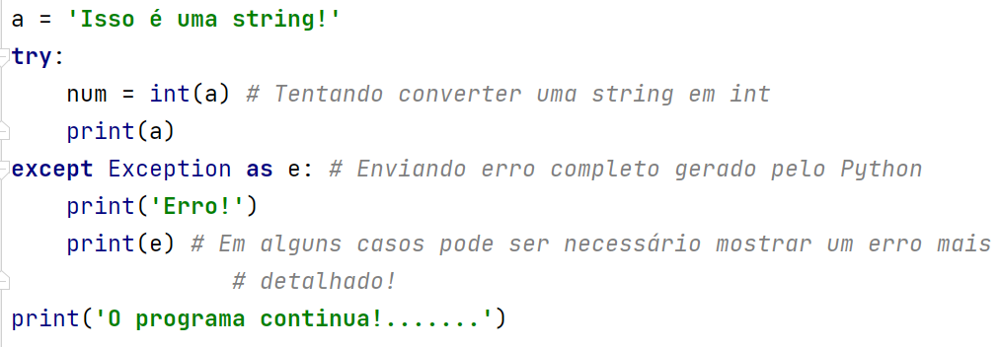 a = 'Isso é uma string!'
try:
    num = int(a) # Tentando converter uma string em int
    print(a)
except Exception as e: # Enviando erro completo gerado pelo Python
    print('Erro!')
    print(e) # Em alguns casos pode ser necessário mostrar um erro mais
                # detalhado!
print('O programa continua!.......')